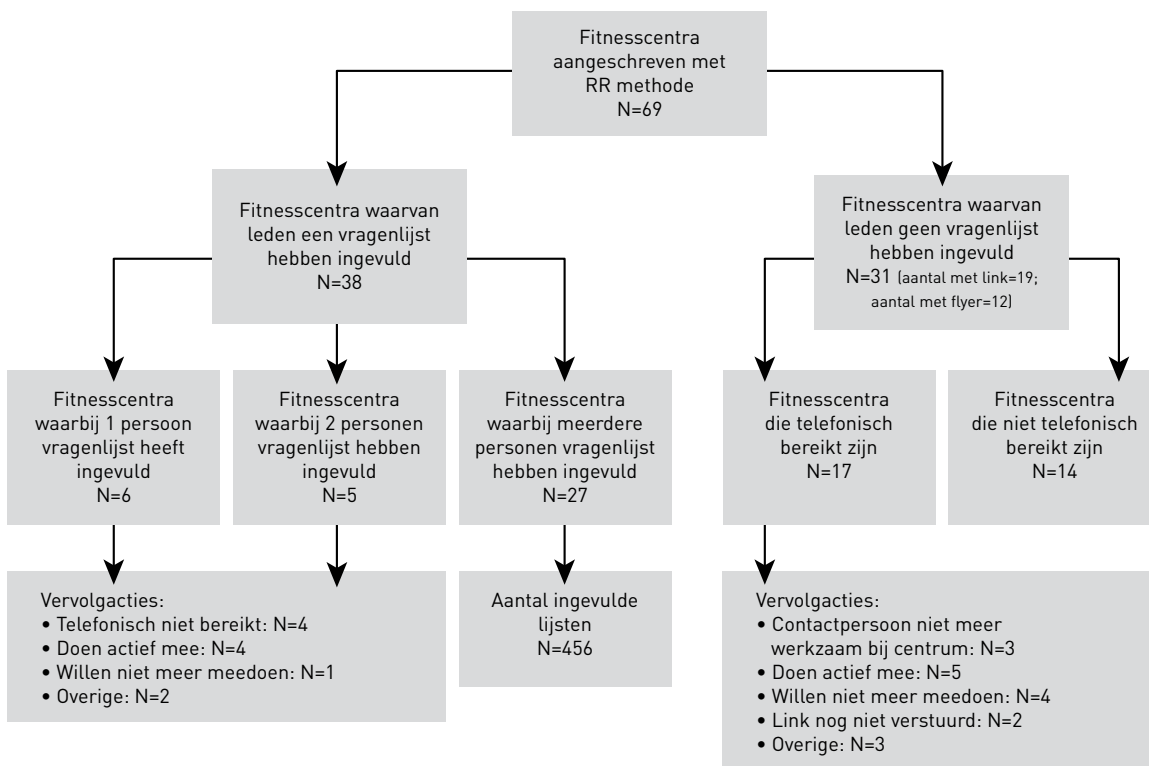 Fitnesscentra
aangeschreven met
RR methode
N=69
Fitnesscentra waarvan
leden een vragenlijst
hebben ingevuld
N=38
Fitnesscentra waarvan
leden geen vragenlijst
hebben ingevuld
N=31 (aantal met link=19;
aantal met flyer=12)
Fitnesscentra
waarbij 1 persoon
vragenlijst heeft
ingevuld
N=6
Fitnesscentra
waarbij 2 personen
vragenlijst hebben
ingevuld
N=5
Fitnesscentra
waarbij meerdere
personen vragenlijst
hebben ingevuld
N=27
Fitnesscentra
die telefonisch
bereikt zijn
N=17
Fitnesscentra
die niet telefonisch
bereikt zijn
N=14
Vervolgacties:
• Telefonisch niet bereikt: N=4
• Doen actief mee: N=4
• Willen niet meer meedoen: N=1
• Overige: N=2
Aantal ingevulde
lijsten
N=456
Vervolgacties:
• Contactpersoon niet meer
werkzaam bij centrum: N=3
• Doen actief mee: N=5
• Willen niet meer meedoen: N=4
• Link nog niet verstuurd: N=2
• Overige: N=3